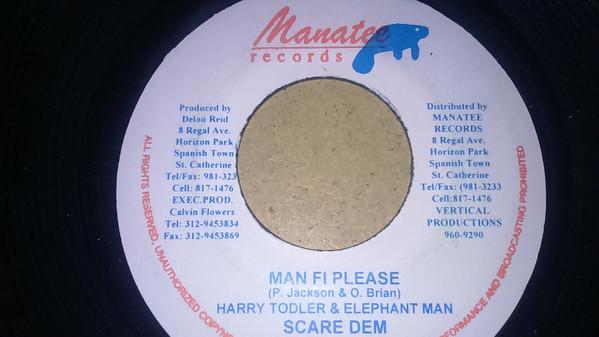 Manatee
records
Produced by
Delou Reid
8 Regal Ave.
Horizon Park
Spanish Town
St. Catherine
Tel/Fax: 981-323
Cell: 817-1476
EXEC.PROD.
Calvin Flowers
Tel: 312-9453834
Fax: 312-9453869
Distributed by
MANATEE
RECORDS
8 Regal Ave.
Horizon Park
Spanish Town
St. Catherine
Tel/Fax: (981-3233
Cell:817-1476
VERTICAL
PRODUCTIONS
960-9290
MAN FI PLEASE
(P. Jackson & O. Brian)
HARRY TODLER & ELEPHANT MAN
SCARE DEM
ALL RIGHTS RESERVED, UNAUTHORIZED
AND BROADCASTING PROHIBITED